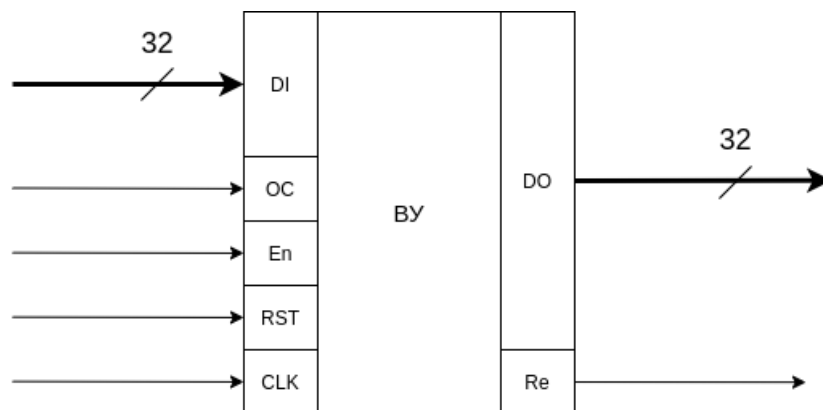 32
DI
32
OC
DO
ВУ
En
RST
CLK
Re